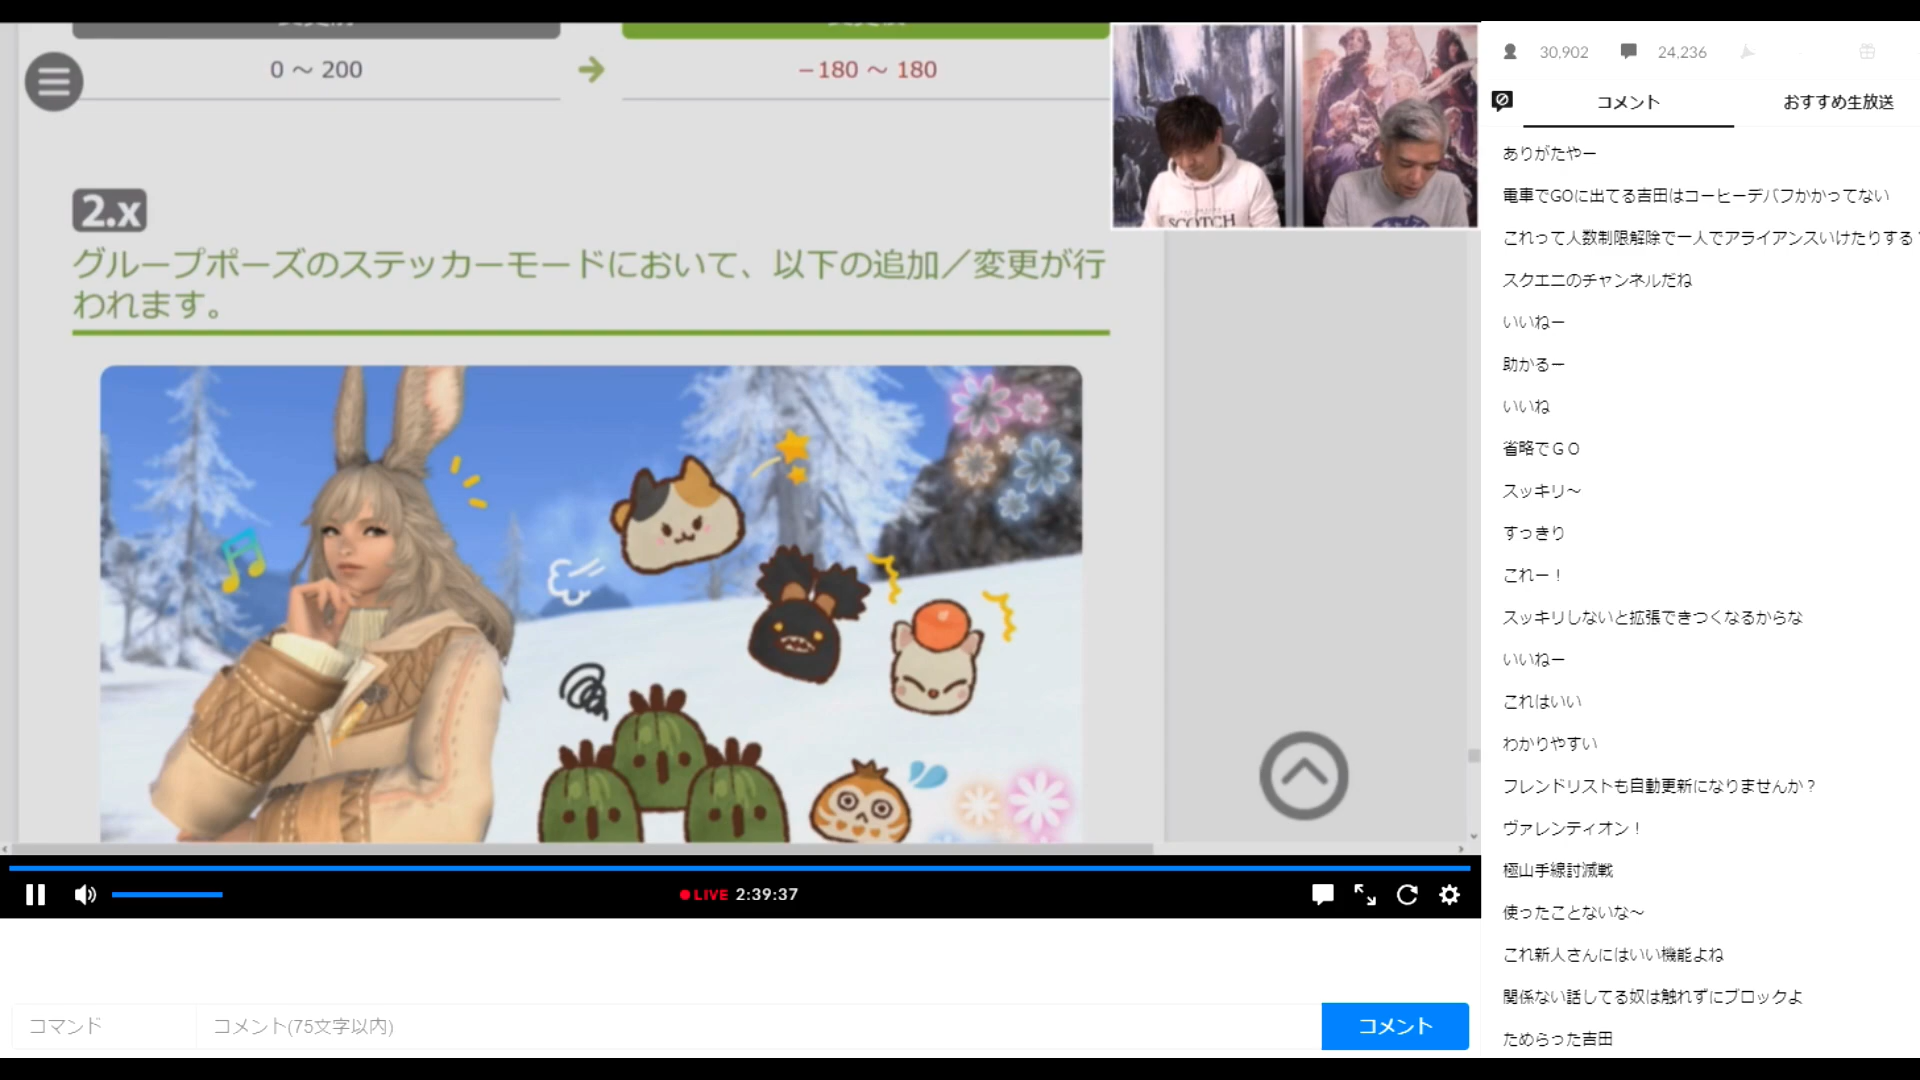 0 ～ 200
－180 ～ 180
2.x
グループポーズのステッカーモードにおいて、以下の追加／変更が行
われます。
SCOTCH
LIVE 2:39:37
コマンド
コメント(75文字以内)
コメント
30,902
24,236
コメント
おすすめ生放送
ありがたやー
電車でGOに出てる吉田はコーヒーデバフかかってない
これって人数制限解除で一人でアライアンスいけたりする
スクエニのチャンネルだね
いいねー
助かるー
いいね
省略でＧＯ
スッキリ～
すっきり
これー！
スッキリしないと拡張できつくなるからな
いいねー
これはいい
わかりやすい
フレンドリストも自動更新になりませんか？
ヴァレンティオン！
極山手線討滅戦
使ったことないな～
これ新人さんにはいい機能よね
関係ない話してる奴は触れずにブロックよ
ためらった吉田